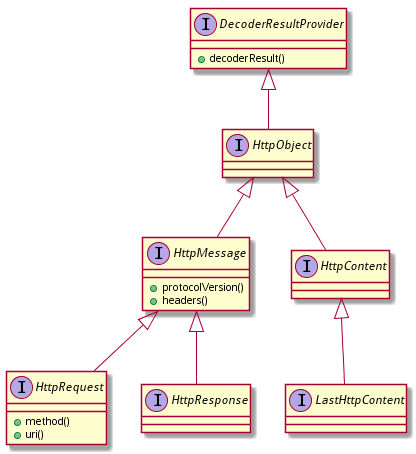 I DecoderResultProvider
decoderResult()
I HttpObject
I HttpMessage
protocolVersion()
headers()
I HttpContent
I HttpRequest
method()
uri()
I HttpResponse
I LastHttpContent